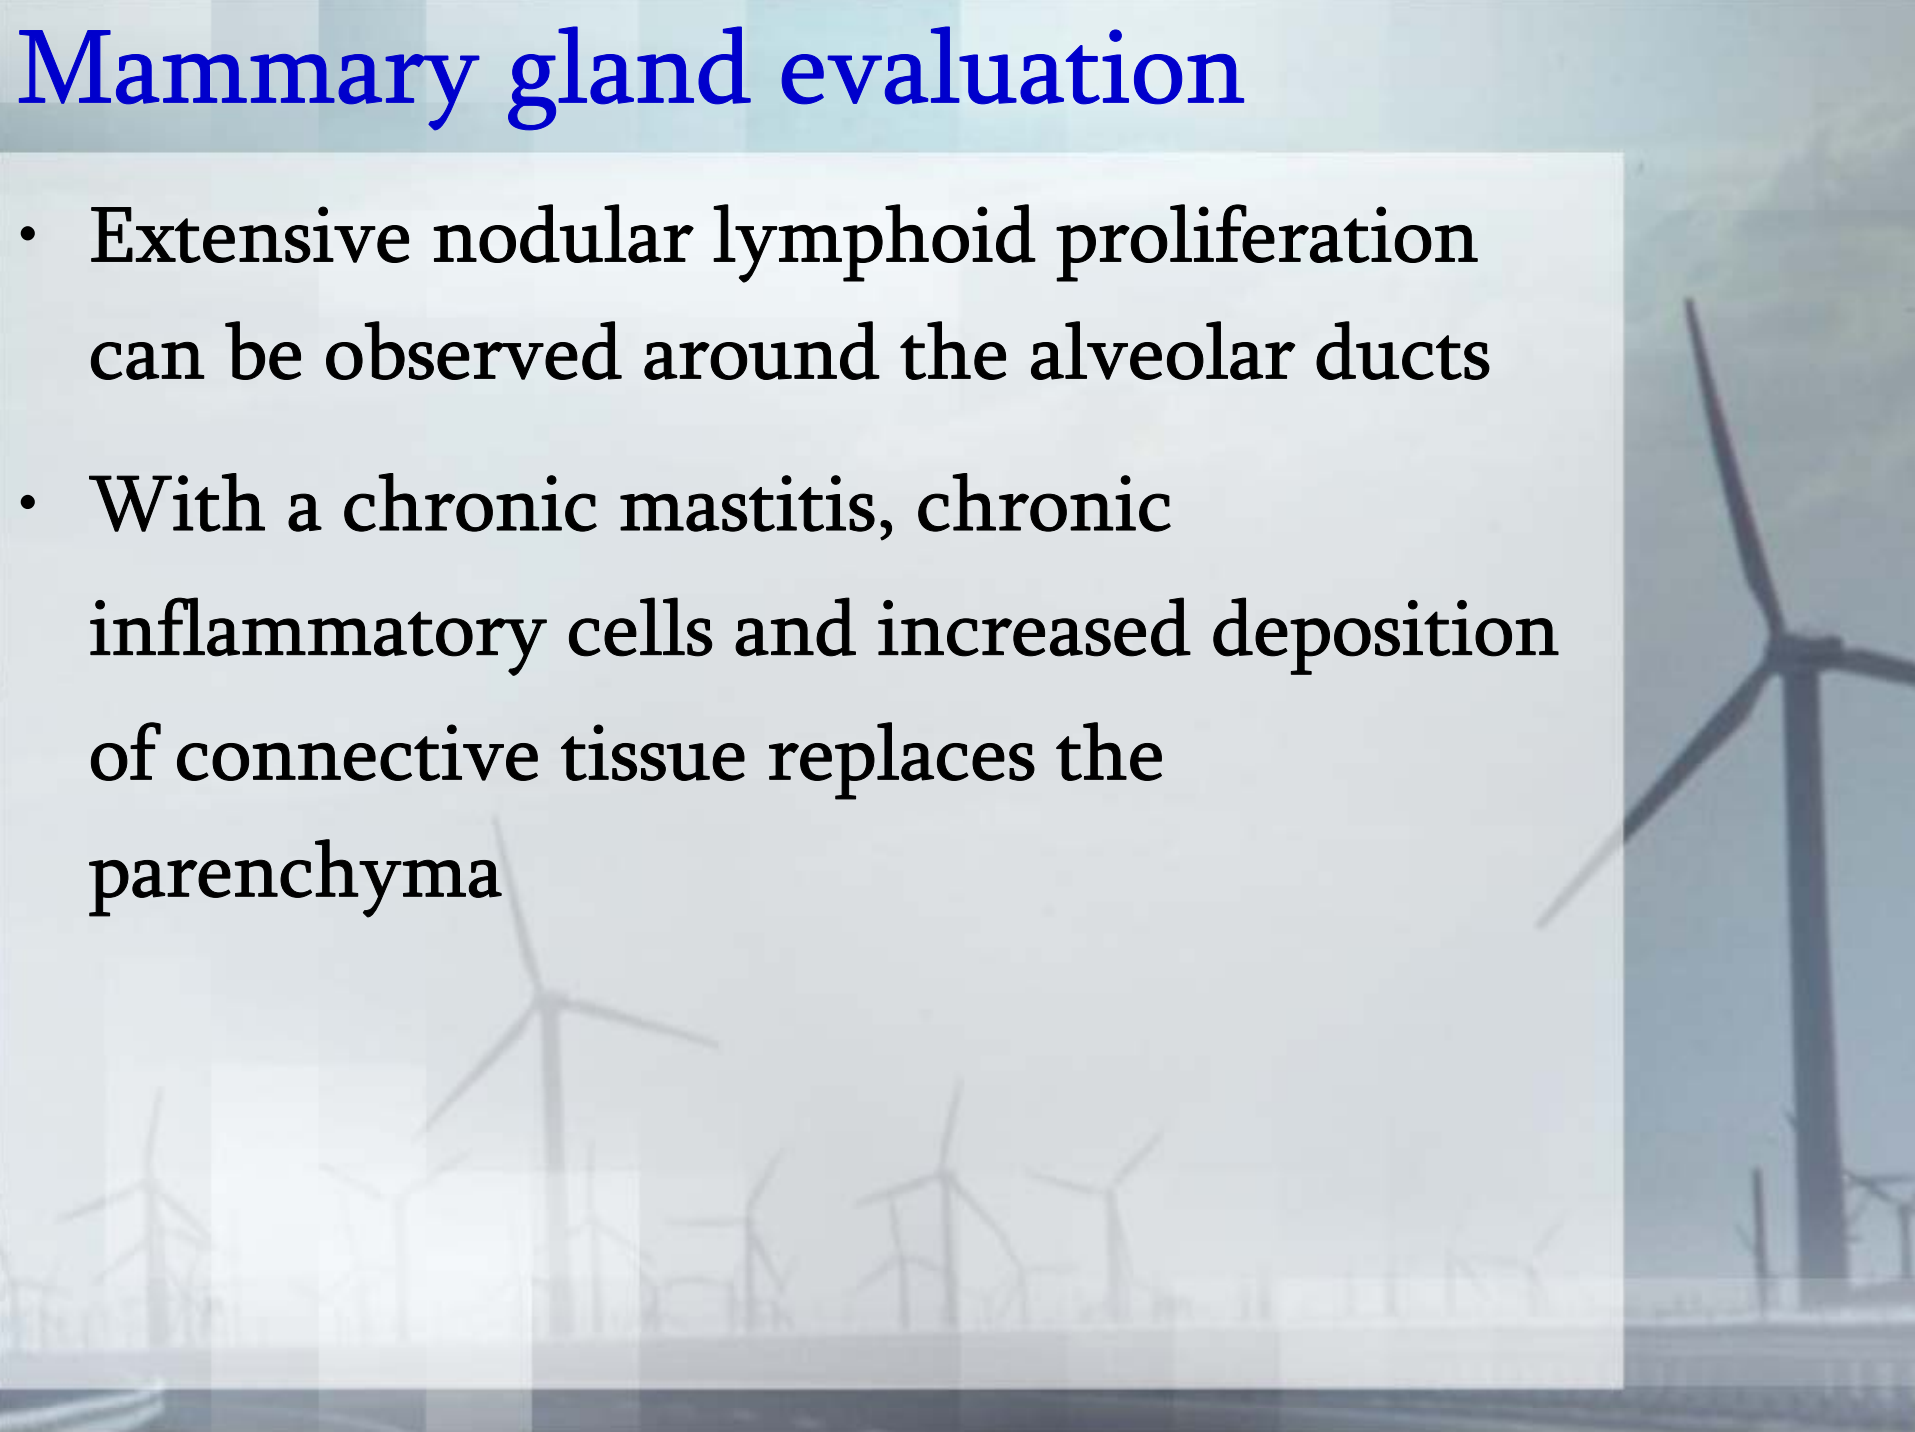 Mammary gland evaluation
• Extensive nodular lymphoid proliferation
can be observed around the alveolar ducts
• With a chronic mastitis, chronic
inflammatory cells and increased deposition
of connective tissue replaces the
parenchyma